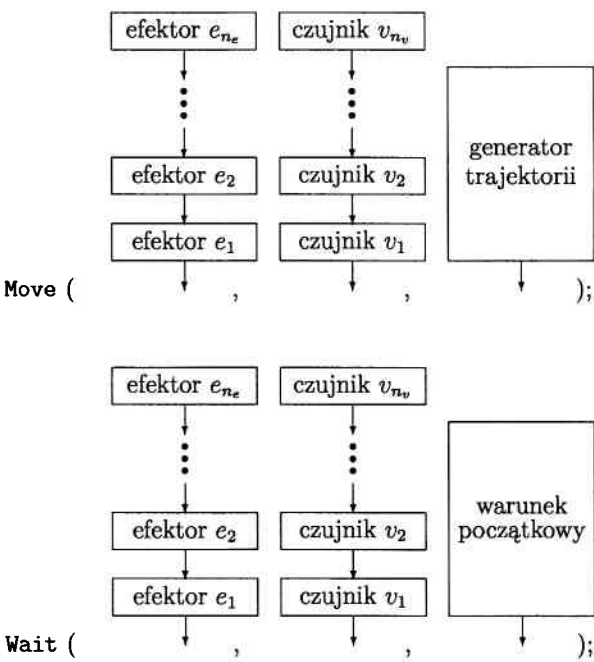 efektor e_{n_e} czujnik v_{n_v}
efektor e_2 czujnik v_2
generator
trajektorii
efektor e_1 czujnik v_1
Move ( , , );
efektor e_{n_e} czujnik v_{n_v}
efektor e_2 czujnik v_2
warunek
początkowy
efektor e_1 czujnik v_1
Wait ( , , );